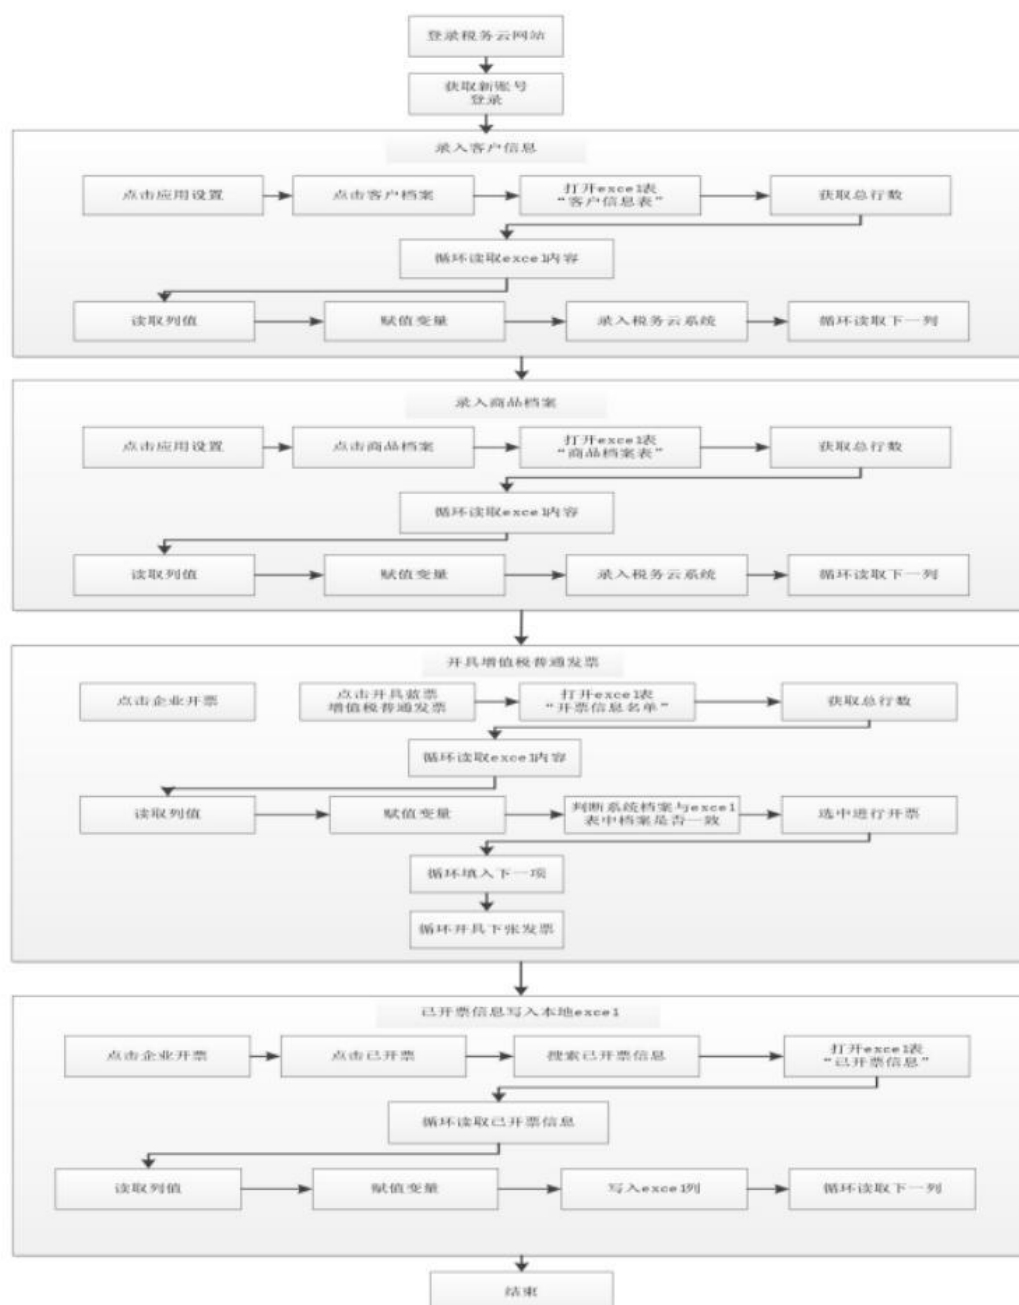 登录税务云网站
获取新账号
登录
录入客户信息
点击应用设置
点击客户档案
打开excel表
“客户信息表”
获取总行数
循环读取excel内容
读取列值
赋值变量
录入税务云系统
循环读取下一列
录入商品档案
点击应用设置
点击商品档案
打开excel表
“商品档案表”
获取总行数
循环读取excel内容
读取列值
赋值变量
录入税务云系统
循环读取下一列
开具增值税普通发票
点击企业开票
点击开具蓝票
增值税普通发票
打开excel表
“开票信息名单”
获取总行数
循环读取excel内容
读取列值
赋值变量
判断系统档案与excel
表中档案是否一致
选中进行开票
循环填入下一项
循环开具下张发票
已开票信息写入本地excel
点击企业开票
点击已开票
搜索已开票信息
打开excel表
“已开票信息”
循环读取已开票信息
读取列值
赋值变量
写入excel列
循环读取下一列
结束